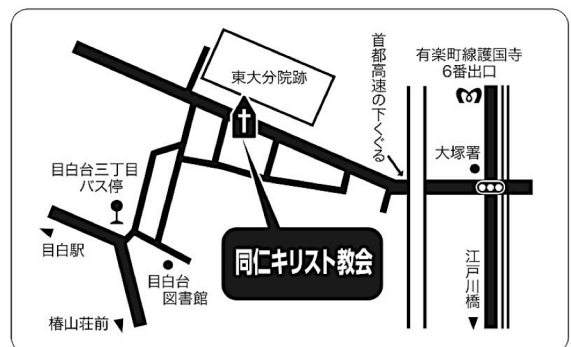 首都高速の下くぐる
有楽町線護国寺
6番出口
東大分院跡
大塚署
目白台三丁目
バス停
同仁キリスト教会
目白駅
目白台
図書館
江戸川橋
椿山荘前